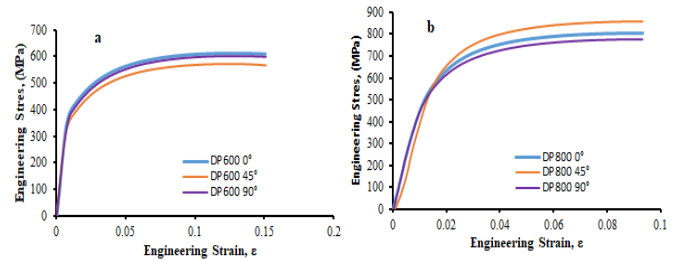 a
Engineering Stres, (MPa)
700
600
500
400
300
200
100
0
DP600 0°
DP600 45°
DP600 90°
0
0.05
0.1
0.15
0.2
Engineering Strain, ε
b
Engineering Stres, (MPa)
900
800
700
600
500
400
300
200
100
0
DP800 0°
DP800 45°
DP800 90°
0
0.02
0.04
0.06
0.08
0.1
Engineering Strain, ε